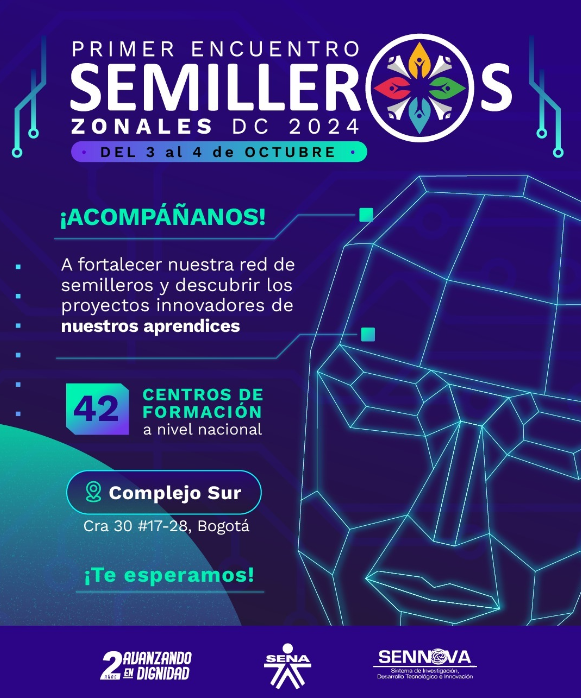 PRIMER ENCUENTRO
SEMILLEROS
ZONALES DC 2024
· DEL 3 al 4 de OCTUBRE ·
¡ACOMPÁÑANOS!
A fortalecer nuestra red de
semilleros y descubrir los
proyectos innovadores de
nuestros aprendices
42
CENTROS DE
FORMACIÓN
a nivel nacional
Complejo Sur
Cra 30 #17-28, Bogotá
¡Te esperamos!
2 AÑOS AVANZANDO
EN DIGNIDAD
SENA
SENNOVA
Sistema de Investigación,
Desarrollo Tecnológico e Innovación